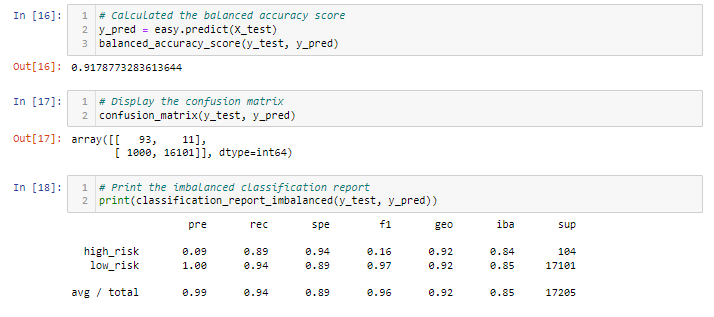 In [16]: 1 # Calculated the balanced accuracy score
2 y_pred = easy.predict(X_test)
3 balanced_accuracy_score(y_test, y_pred)
Out[16]: 0.9178773283613644
In [17]: 1 # Display the confusion matrix
2 confusion_matrix(y_test, y_pred)
Out[17]: array([[   93,    11],
       [ 1000, 16101]], dtype=int64)
In [18]: 1 # Print the imbalanced classification report
2 print(classification_report_imbalanced(y_test, y_pred))
pre rec spe f1 geo iba sup
high_risk 0.09 0.89 0.94 0.16 0.92 0.84 104
low_risk 1.00 0.94 0.89 0.97 0.92 0.85 17101
avg / total 0.99 0.94 0.89 0.96 0.92 0.85 17205